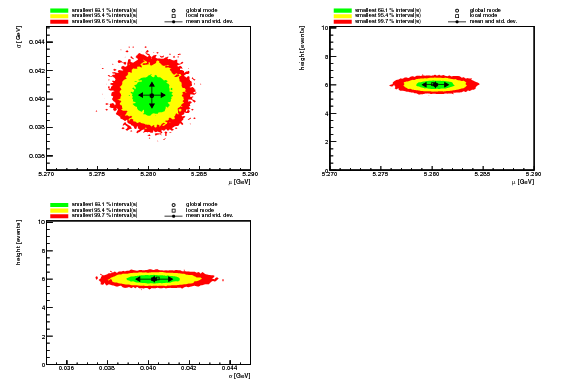 smallest 68.1 % interval(s) global mode
smallest 95.4 % interval(s) local mode
smallest 99.6 % interval(s) mean and std. dev.
σ [GeV]
0.044
0.042
0.040
0.038
0.036
5.270 5.275 5.280 5.285 5.290
μ [GeV]
smallest 68.1 % interval(s) global mode
smallest 95.4 % interval(s) local mode
smallest 99.7 % interval(s) mean and std. dev.
height [events]
10
8
6
4
2
5.270 5.275 5.280 5.285 5.290
μ [GeV]
smallest 68.1 % interval(s) global mode
smallest 95.4 % interval(s) local mode
smallest 99.7 % interval(s) mean and std. dev.
height [events]
10
8
6
4
2
0
0.036 0.038 0.040 0.042 0.044
σ [GeV]